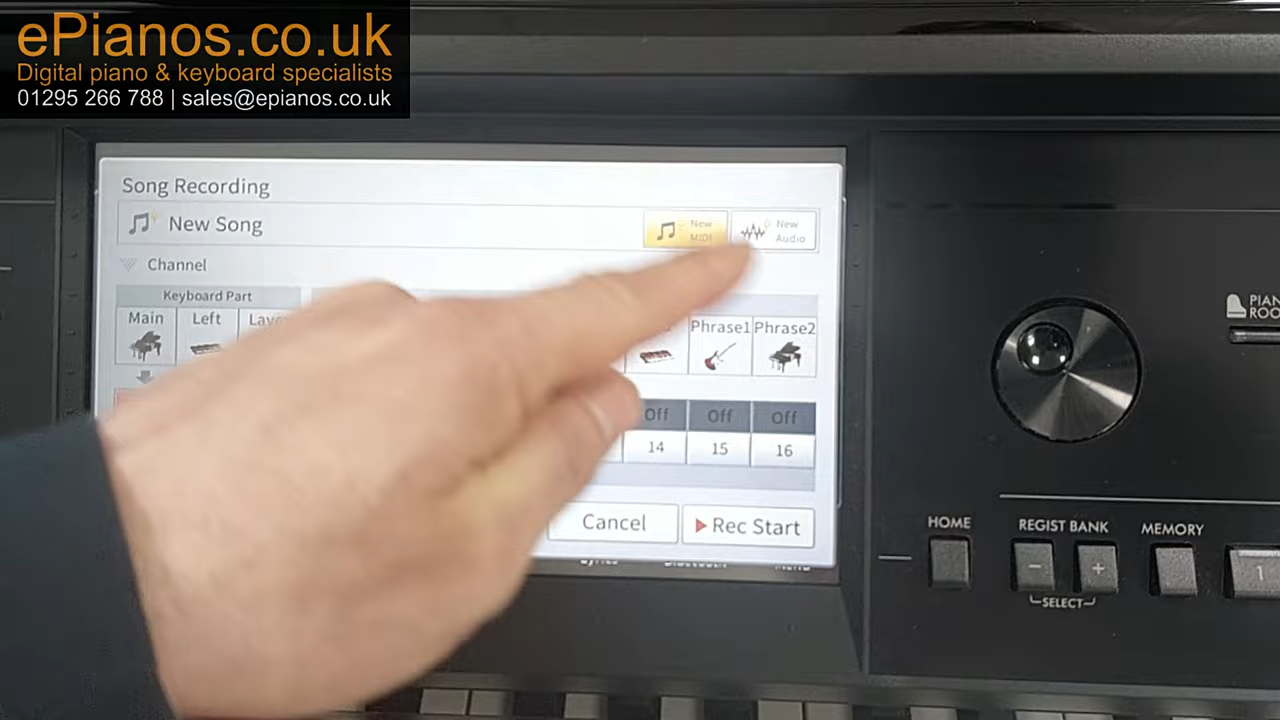 ePianos.co.uk
Digital piano & keyboard specialists
01295 266 788 | sales@epianos.co.uk
Song Recording
New Song
New MIDI
New Audio
Channel
Keyboard Part
Main Left
Phrase1 Phrase2
Off Off Off
14 15 16
Cancel Rec Start
HOME REGIST BANK MEMORY
- + 1
SELECT